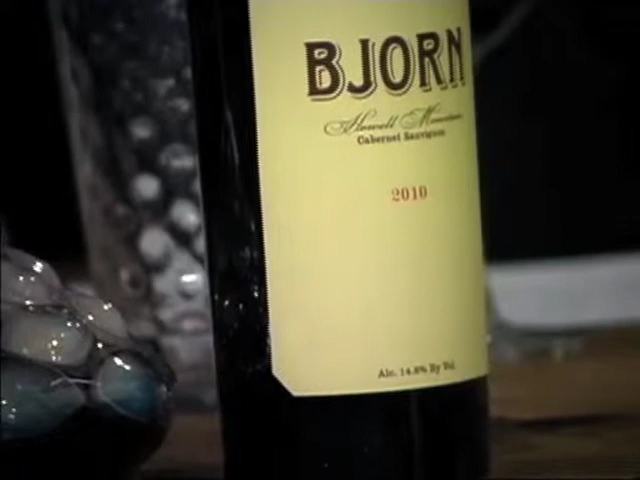 BJORN
Howell Mountain
Cabernet Sauvignon
2010
Alc. 14.8% By Vol